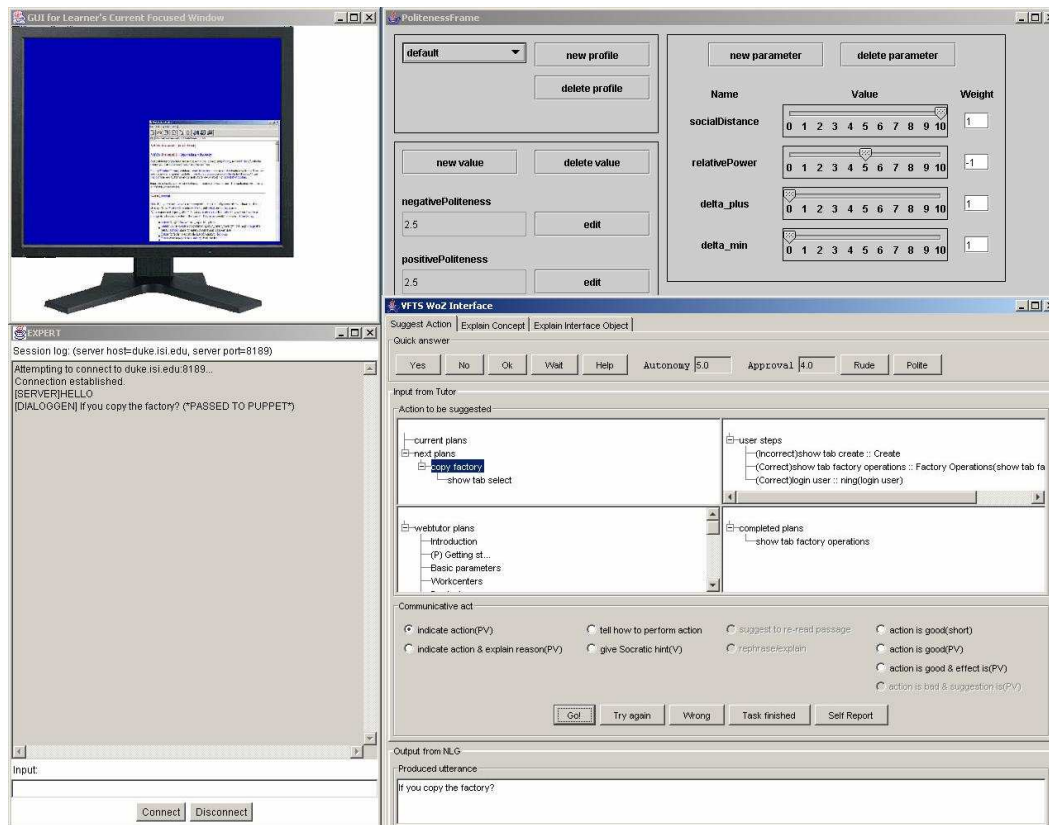 GUI for Learner's Current Focused Window
PolitenessFrame
default
new profile
delete profile
new value
delete value
negativePoliteness
2.5
edit
positivePoliteness
2.5
edit
new parameter
delete parameter
Name Value Weight
socialDistance
0 1 2 3 4 5 6 7 8 9 10
1
relativePower
0 1 2 3 4 5 6 7 8 9 10
-1
delta_plus
0 1 2 3 4 5 6 7 8 9 10
1
delta_min
0 1 2 3 4 5 6 7 8 9 10
1
EXPERT
Session log: (server host=duke.isi.edu, server port=8189)
Attempting to connect to duke.isi.edu:8189...
Connection established.
[SERVER]HELLO
[DIALOGGEN] If you copy the factory? (*PASSED TO PUPPET*)
Input:
Connect Disconnect
VFTS WoZ Interface
Suggest Action Explain Concept Explain Interface Object
Quick answer
Yes No Ok Wait Help Autonomy 5.0 Approval 4.0 Rude Polite
Input from Tutor
Action to be suggested
current plans
next plans
copy factory
show tab select
user steps
(Incorrect)show tab create :: Create
(Correct)show tab factory operations :: Factory Operations(show tab fa
(Correct)login user :: ning(login user)
webtutor plans
Introduction
(P) Getting st...
Basic parameters
Workcenters
completed plans
show tab factory operations
Communicative act
indicate action(PV) tell how to perform action suggest to re-read passage action is good(short)
indicate action & explain reason(PV) give Socratic hint(V) rephrase/explain action is good(PV)
action is good & effect is(PV)
action is bad & suggestion is(PV)
Go! Try again Wrong Task finished Self Report
Output from NLG
Produced utterance
If you copy the factory?